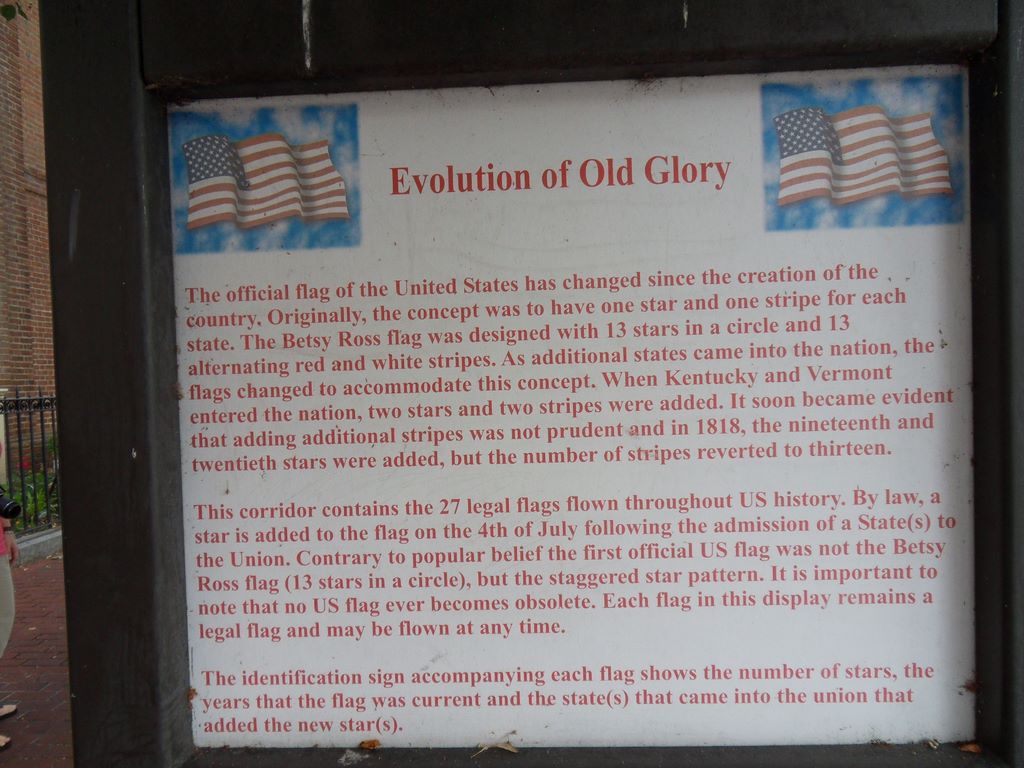 Evolution of Old Glory
The official flag of the United States has changed since the creation of the
country. Originally, the concept was to have one star and one stripe for each
state. The Betsy Ross flag was designed with 13 stars in a circle and 13
alternating red and white stripes. As additional states came into the nation, the
flags changed to accommodate this concept. When Kentucky and Vermont
entered the nation, two stars and two stripes were added. It soon became evident
that adding additional stripes was not prudent and in 1818, the nineteenth and
twentieth stars were added, but the number of stripes reverted to thirteen.
This corridor contains the 27 legal flags flown throughout US history. By law, a
star is added to the flag on the 4th of July following the admission of a State(s) to
the Union. Contrary to popular belief the first official US flag was not the Betsy
Ross flag (13 stars in a circle), but the staggered star pattern. It is important to
note that no US flag ever becomes obsolete. Each flag in this display remains a
legal flag and may be flown at any time.
The identification sign accompanying each flag shows the number of stars, the
years that the flag was current and the state(s) that came into the union that
added the new star(s).